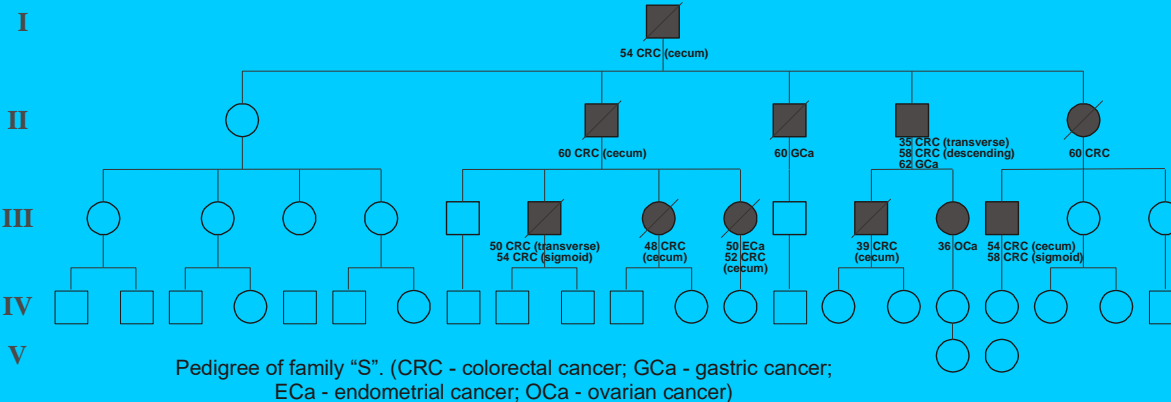 I
54 CRC (cecum)
II
60 CRC (cecum)
60 GCa
35 CRC (transverse)
58 CRC (descending)
62 GCa
60 CRC
III
50 CRC (transverse)
54 CRC (sigmoid)
48 CRC
(cecum)
50 ECa
52 CRC
(cecum)
39 CRC
(cecum)
36 OCa
54 CRC (cecum)
58 CRC (sigmoid)
IV
V
Pedigree of family “S”. (CRC - colorectal cancer; GCa - gastric cancer;
ECa - endometrial cancer; OCa - ovarian cancer)